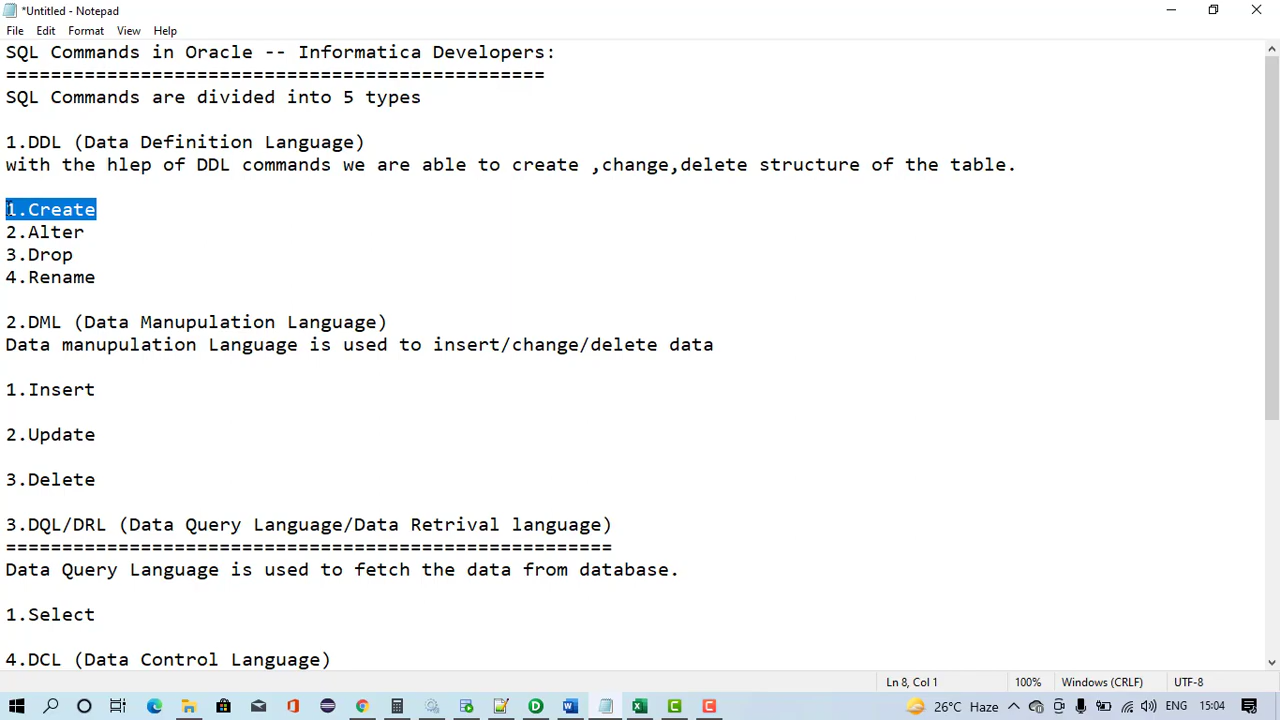 *Untitled - Notepad
File Edit Format View Help
SQL Commands in Oracle -- Informatica Developers:
================================================
SQL Commands are divided into 5 types
1.DDL (Data Definition Language)
with the hlep of DDL commands we are able to create ,change,delete structure of the table.
1.Create
2.Alter
3.Drop
4.Rename
2.DML (Data Manupulation Language)
Data manupulation Language is used to insert/change/delete data
1.Insert
2.Update
3.Delete
3.DQL/DRL (Data Query Language/Data Retrival language)
======================================================
Data Query Language is used to fetch the data from database.
1.Select
4.DCL (Data Control Language)
Ln 8, Col 1 100% Windows (CRLF) UTF-8
26°C Haze ENG 15:04